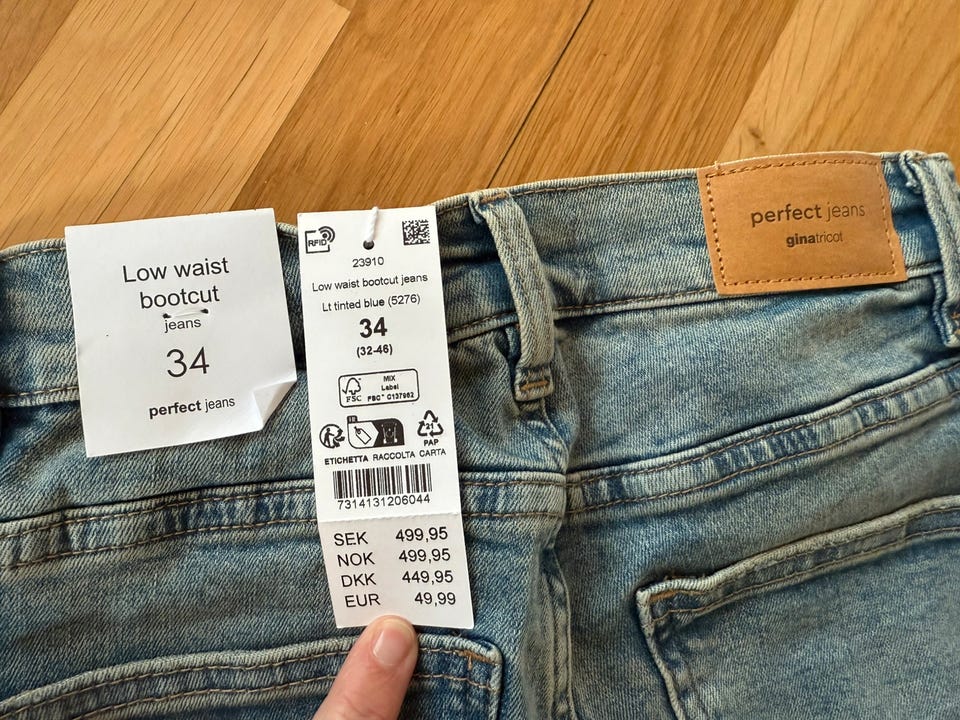 Low waist
bootcut
jeans
34
perfect jeans
RFID
23910
Low waist bootcut jeans
Lt tinted blue (5276)
34
(32-46)
FSC
MIX
Label
FSC® C137982
FR
21
PAP
ETICHETTA RACCOLTA CARTA
7314131206044
SEK 499,95
NOK 499,95
DKK 449,95
EUR 49,99
perfect jeans
ginatricot